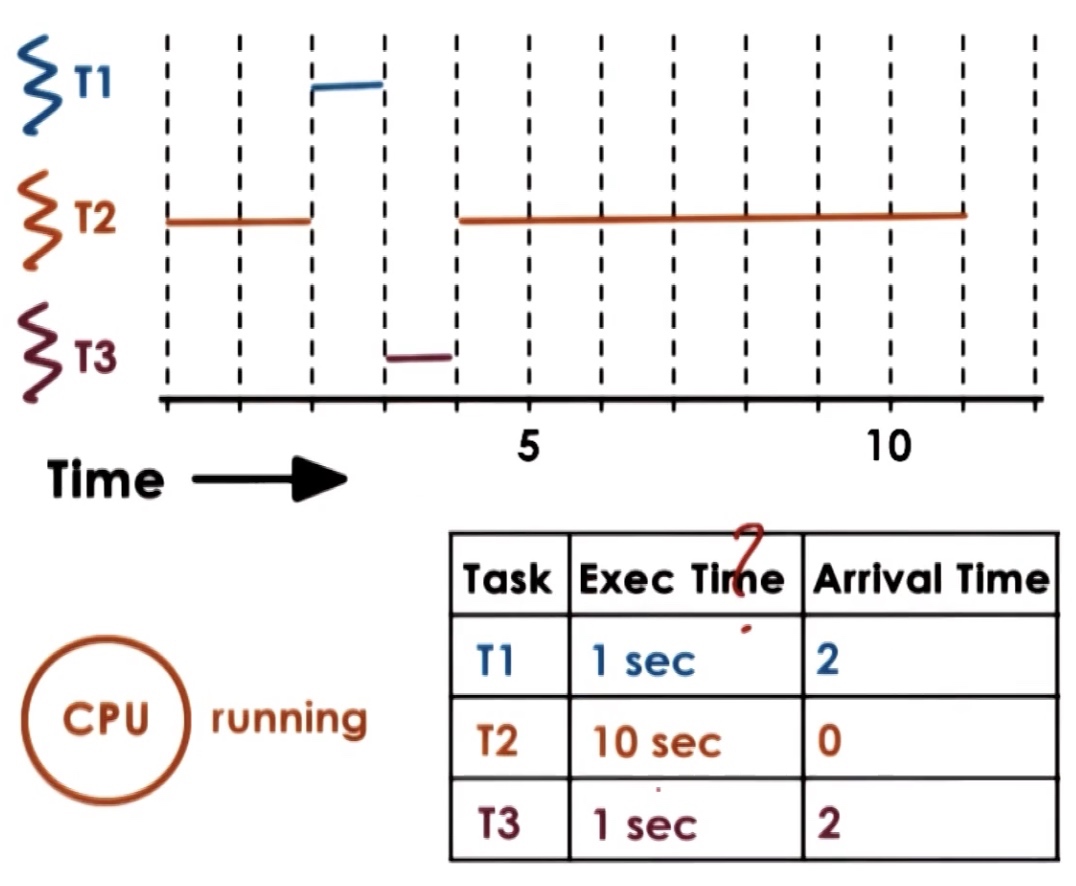 T1
T2
T3
5 10
Time
Task Exec Time Arrival Time
?
T1 1 sec 2
T2 10 sec 0
T3 1 sec 2
CPU running